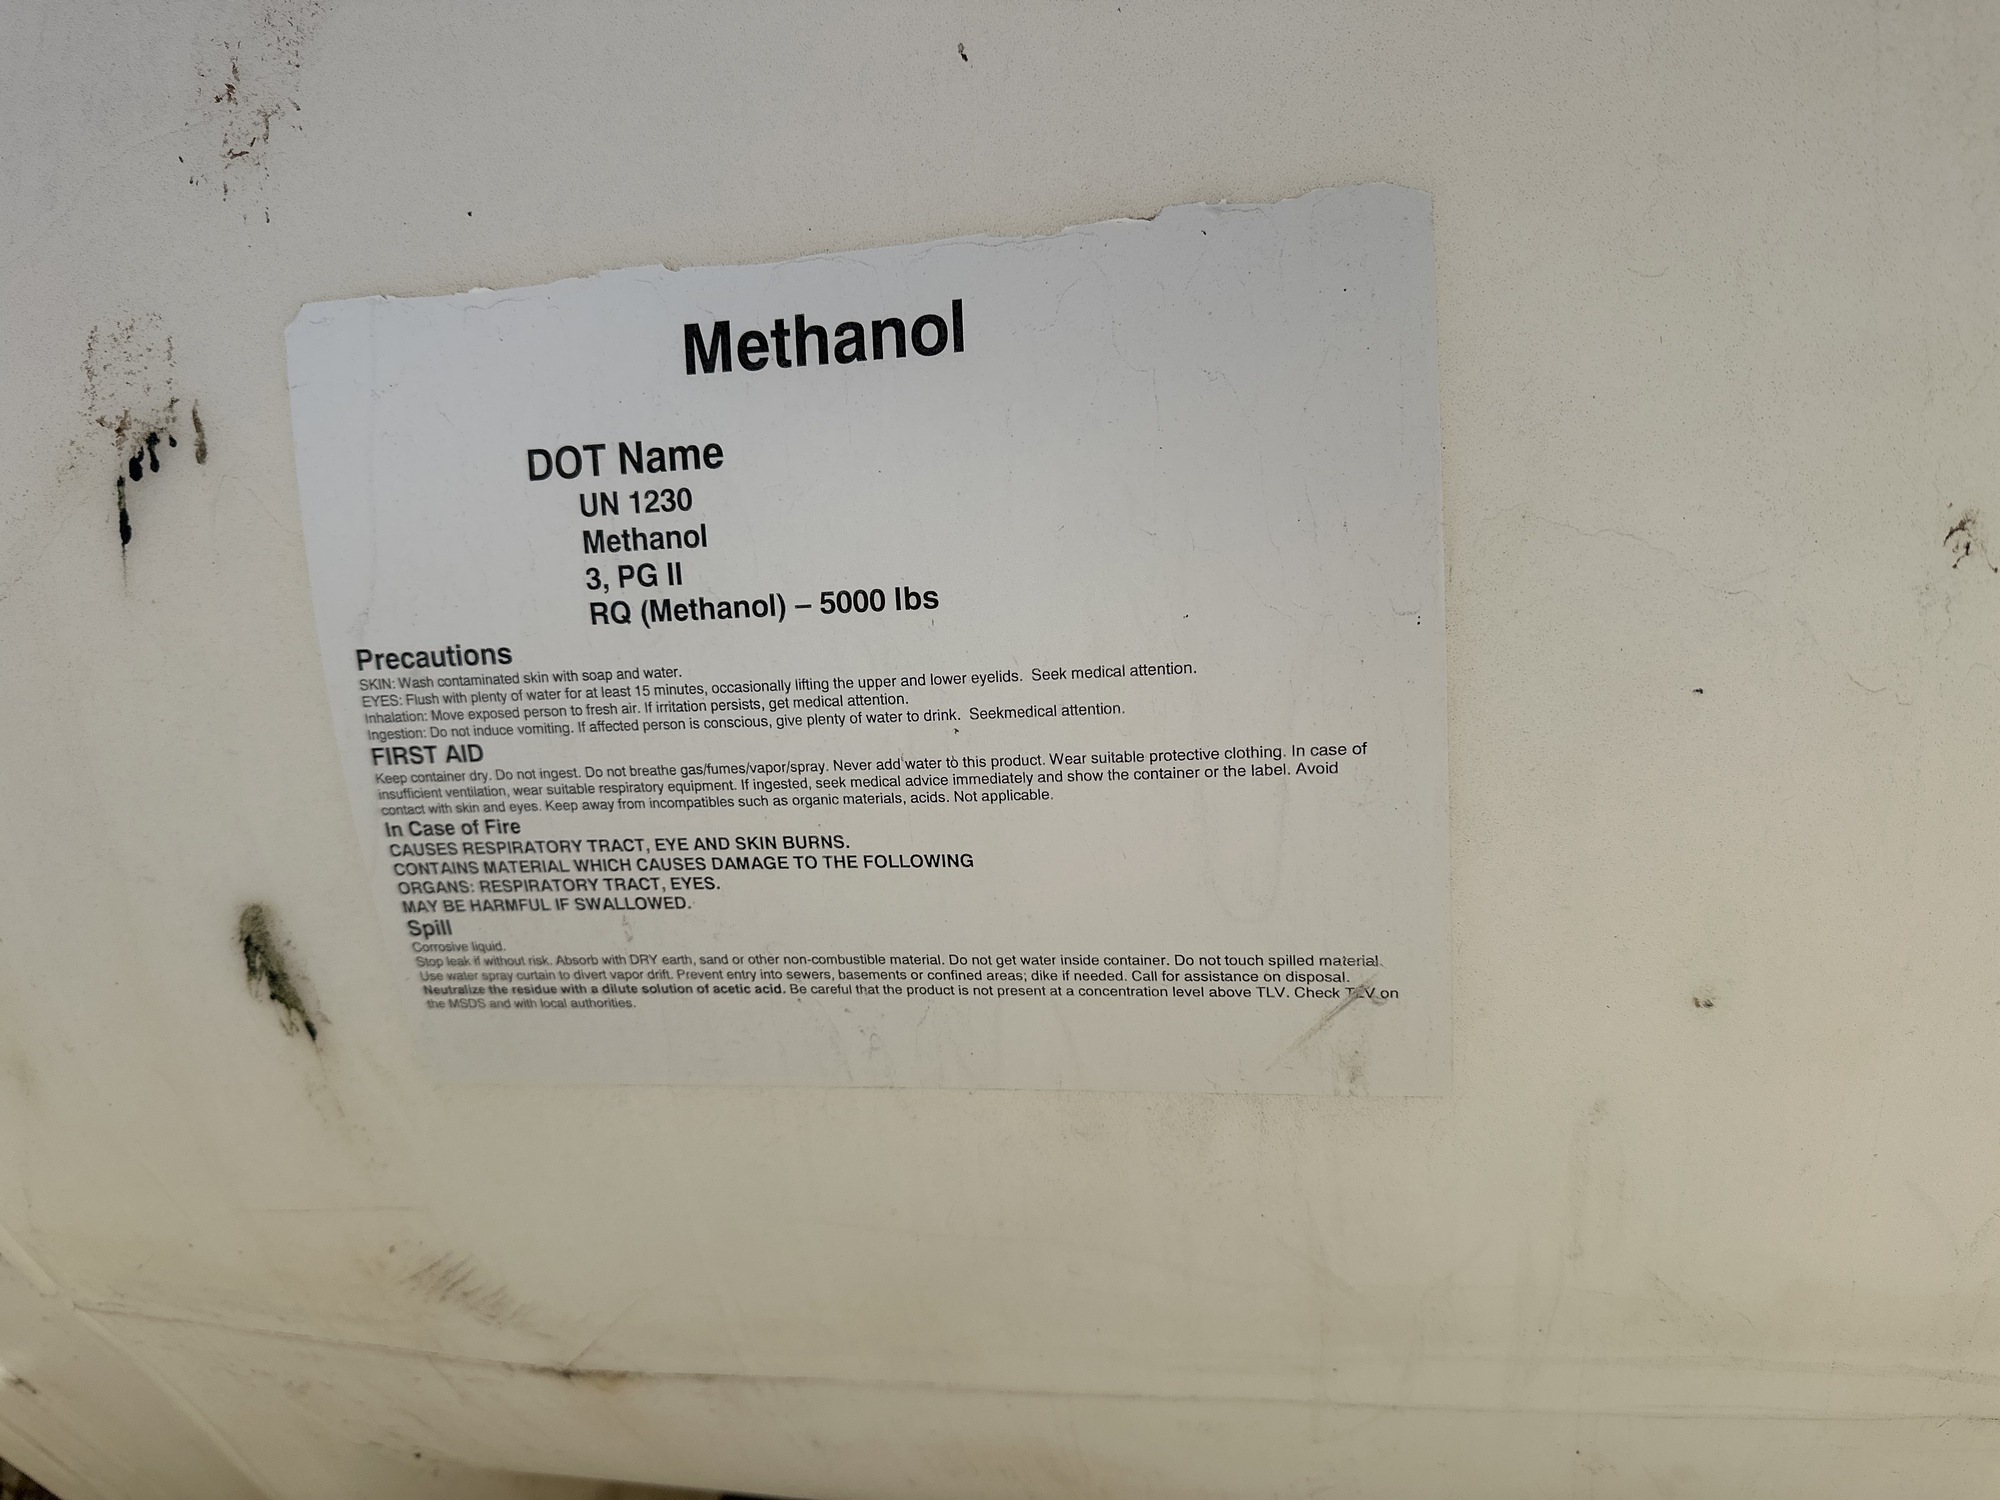 Methanol
DOT Name
UN 1230
Methanol
3, PG II
RQ (Methanol) – 5000 lbs
Precautions
SKIN: Wash contaminated skin with soap and water.
EYES: Flush with plenty of water for at least 15 minutes, occasionally lifting the upper and lower eyelids. Seek medical attention.
Inhalation: Move exposed person to fresh air. If irritation persists, get medical attention.
Ingestion: Do not induce vomiting. If affected person is conscious, give plenty of water to drink. Seekmedical attention.
FIRST AID
Keep container dry. Do not ingest. Do not breathe gas/fumes/vapor/spray. Never add water to this product. Wear suitable protective clothing. In case of
insufficient ventilation, wear suitable respiratory equipment. If ingested, seek medical advice immediately and show the container or the label. Avoid
contact with skin and eyes. Keep away from incompatibles such as organic materials, acids. Not applicable.
In Case of Fire
CAUSES RESPIRATORY TRACT, EYE AND SKIN BURNS.
CONTAINS MATERIAL WHICH CAUSES DAMAGE TO THE FOLLOWING
ORGANS: RESPIRATORY TRACT, EYES.
MAY BE HARMFUL IF SWALLOWED.
Spill
Corrosive liquid.
Stop leak if without risk. Absorb with DRY earth, sand or other non-combustible material. Do not get water inside container. Do not touch spilled material.
Use water spray curtain to divert vapor drift. Prevent entry into sewers, basements or confined areas; dike if needed. Call for assistance on disposal.
Neutralize the residue with a dilute solution of acetic acid. Be careful that the product is not present at a concentration level above TLV. Check TLV on
the MSDS and with local authorities.